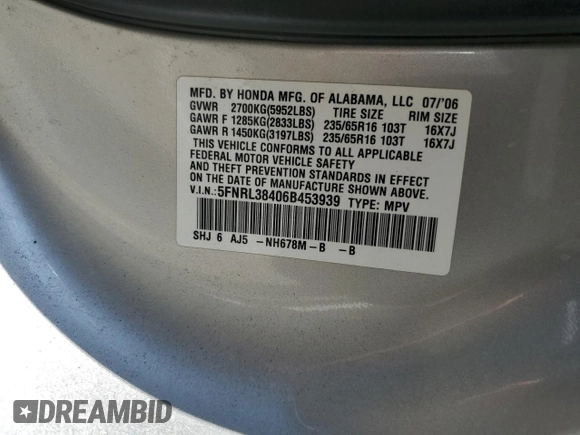 MFD. BY HONDA MFG. OF ALABAMA, LLC 07/'06
GVWR 2700KG(5952LBS) TIRE SIZE RIM SIZE
GAWR F 1285KG(2833LBS) 235/65R16 103T 16X7J
GAWR R 1450KG(3197LBS) 235/65R16 103T 16X7J
THIS VEHICLE CONFORMS TO ALL APPLICABLE
FEDERAL MOTOR VEHICLE SAFETY
AND THEFT PREVENTION STANDARDS IN EFFECT
ON THE DATE OF MANUFACTURE SHOWN ABOVE.
V.I.N.: 5FNRL38406B453939 TYPE: MPV
SHJ 6 AJ5 -NH678M-B -B
DREAMBID